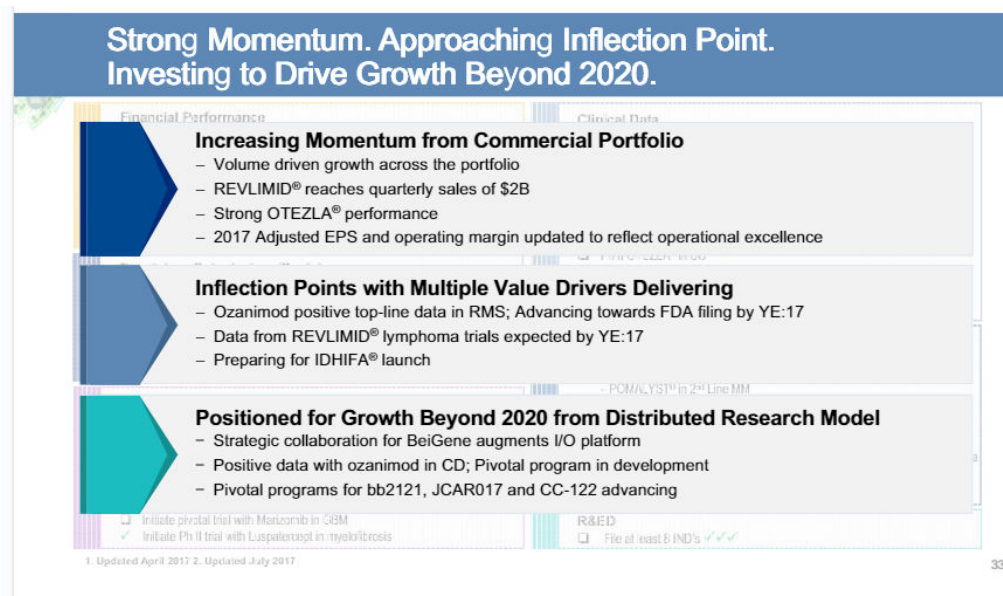 Strong Momentum. Approaching Inflection Point.
Investing to Drive Growth Beyond 2020.
Financial Performance
Clinical Data
Increasing Momentum from Commercial Portfolio
– Volume driven growth across the portfolio
– REVLIMID® reaches quarterly sales of $2B
– Strong OTEZLA® performance
– 2017 Adjusted EPS and operating margin updated to reflect operational excellence
Inflection Points with Multiple Value Drivers Delivering
– Ozanimod positive top-line data in RMS; Advancing towards FDA filing by YE:17
– Data from REVLIMID® lymphoma trials expected by YE:17
– Preparing for IDHIFA® launch
- POMALYST® in 2nd Line MM
Positioned for Growth Beyond 2020 from Distributed Research Model
– Strategic collaboration for BeiGene augments I/O platform
– Positive data with ozanimod in CD; Pivotal program in development
– Pivotal programs for bb2121, JCAR017 and CC-122 advancing
❑ Initiate pivotal trial with Marizomib in GBM
✓ Initiate Ph II trial with Luspatercept in myelofibrosis
R&ED
❑ File at least 8 IND's ✓✓✓
1. Updated April 2017 2. Updated July 2017
33